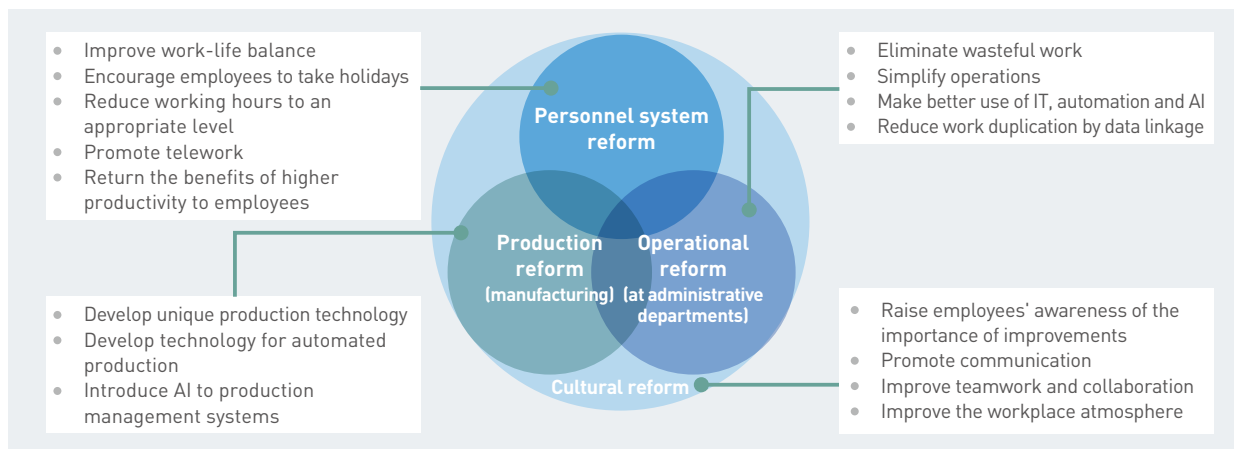 ● Improve work-life balance
● Encourage employees to take holidays
● Reduce working hours to an
appropriate level
● Promote telework
● Return the benefits of higher
productivity to employees
● Eliminate wasteful work
● Simplify operations
● Make better use of IT, automation and AI
● Reduce work duplication by data linkage
Personnel system
reform
Production
reform
(manufacturing)
Operational
reform
(at administrative
departments)
Cultural reform
● Develop unique production technology
● Develop technology for automated
production
● Introduce AI to production
management systems
● Raise employees' awareness of the
importance of improvements
● Promote communication
● Improve teamwork and collaboration
● Improve the workplace atmosphere